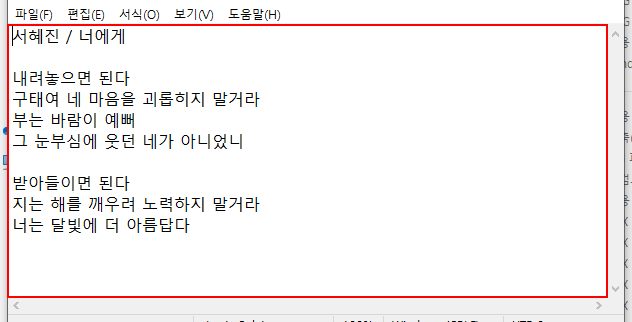 파일(F) 편집(E) 서식(O) 보기(V) 도움말(H)
서혜진 / 너에게
내려놓으면 된다
구태여 네 마음을 괴롭히지 말거라
부는 바람이 예뻐
그 눈부심에 웃던 네가 아니었니
받아들이면 된다
지는 해를 깨우려 노력하지 말거라
너는 달빛에 더 아름답다